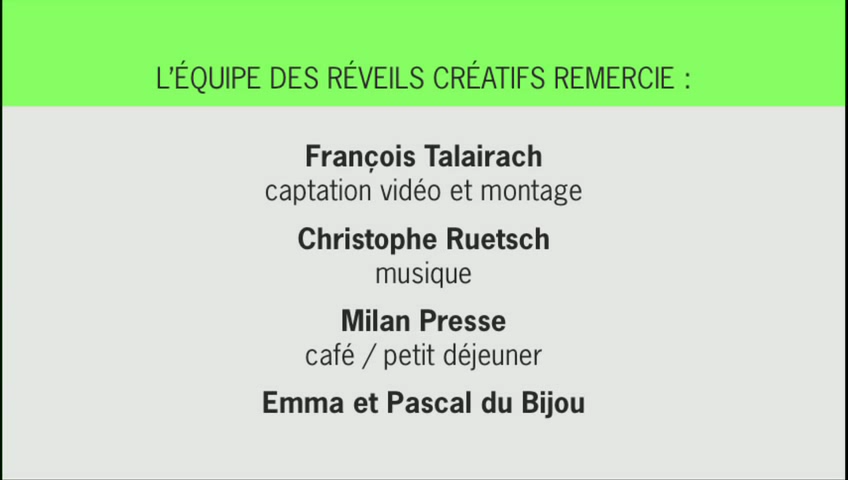 L'ÉQUIPE DES RÉVEILS CRÉATIFS REMERCIE :
François Talairach
captation vidéo et montage
Christophe Ruetsch
musique
Milan Presse
café / petit déjeuner
Emma et Pascal du Bijou